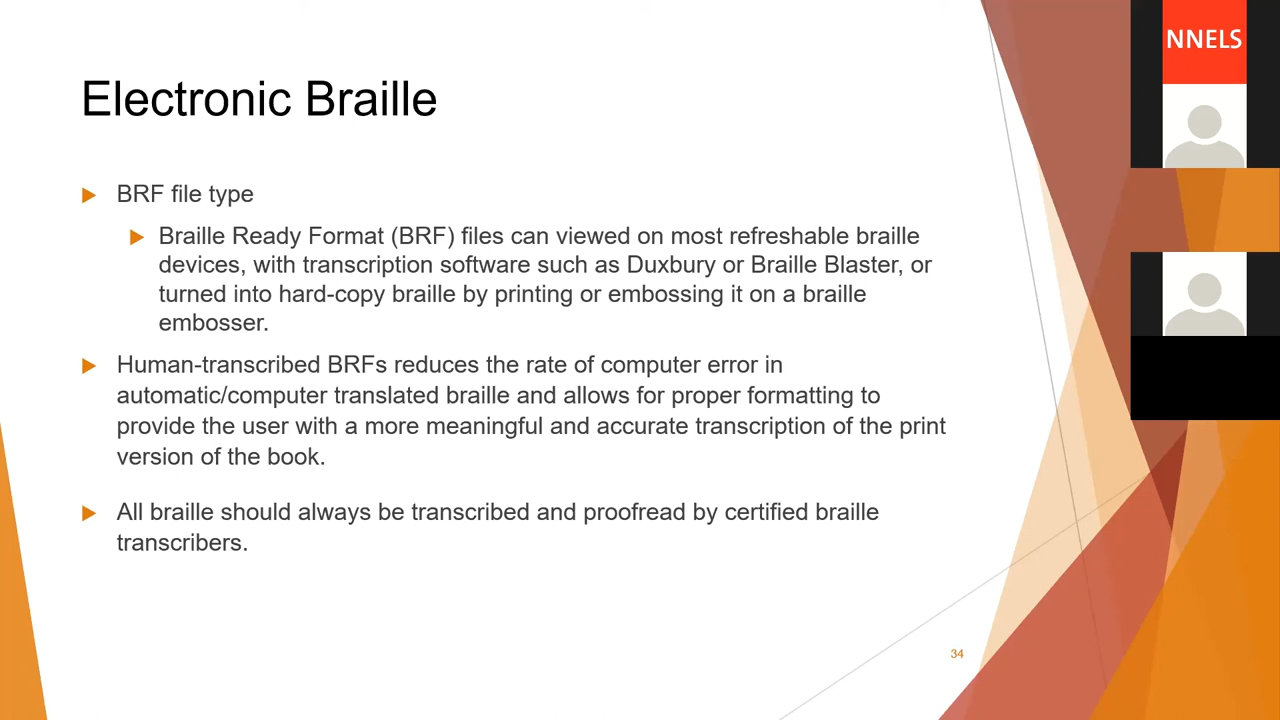 Electronic Braille
BRF file type
Braille Ready Format (BRF) files can viewed on most refreshable braille
devices, with transcription software such as Duxbury or Braille Blaster, or
turned into hard-copy braille by printing or embossing it on a braille
embosser.
Human-transcribed BRFs reduces the rate of computer error in
automatic/computer translated braille and allows for proper formatting to
provide the user with a more meaningful and accurate transcription of the print
version of the book.
All braille should always be transcribed and proofread by certified braille
transcribers.
34
NNELS